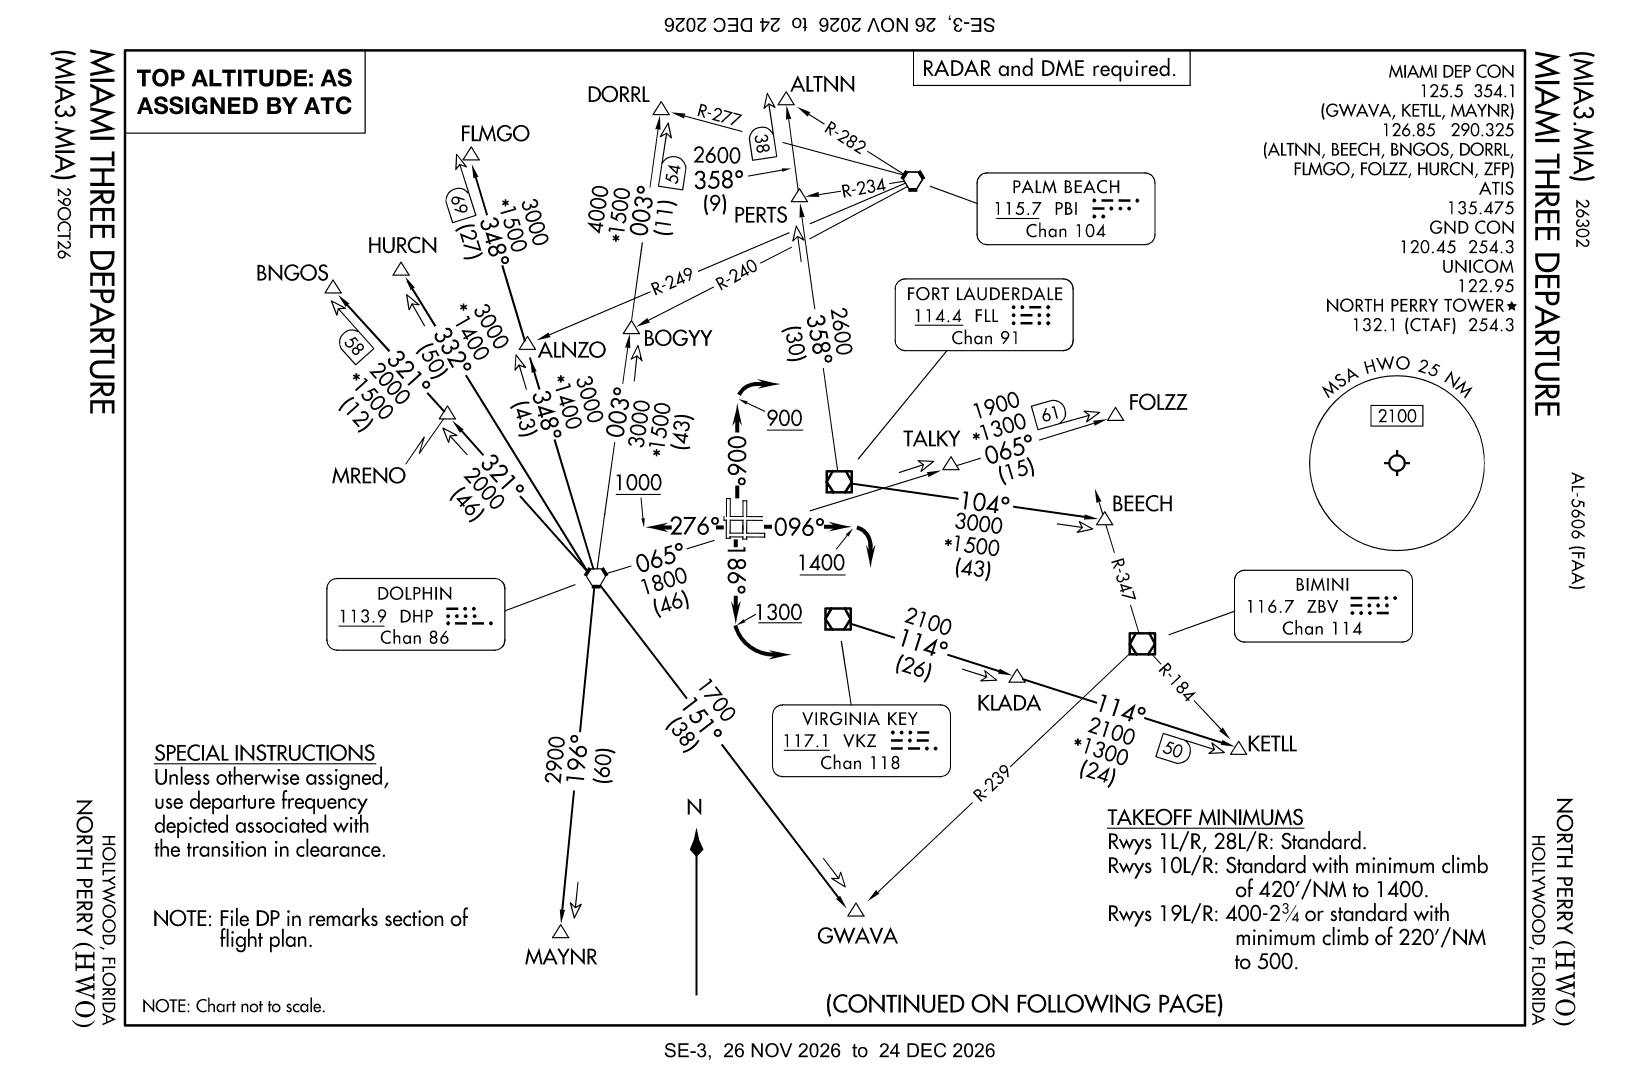 SE-3, 26 NOV 2026 to 24 DEC 2026
(MIA3.MIA) 29OCT26
MIAMI THREE DEPARTURE
TOP ALTITUDE: AS
ASSIGNED BY ATC
RADAR and DME required.
MIAMI DEP CON
125.5 354.1
(GWAVA, KETLL, MAYNR)
126.85 290.325
(ALTNN, BEECH, BNGOS, DORRL,
FLMGO, FOLZZ, HURCN, ZFP)
ATIS
135.475
GND CON
120.45 254.3
UNICOM
122.95
NORTH PERRY TOWER★
132.1 (CTAF) 254.3
MIAMI THREE DEPARTURE
(MIA3.MIA) 26302
AL-5606 (FAA)
DORRL
ALTNN
R-277
R-282
38
54
2600
358°
(9)
R-234
PERTS
PALM BEACH
115.7 PBI
Chan 104
FLMGO
69
3000
*1500
348°
(27)
4000
*1500
003°
(11)
HURCN
BNGOS
R-249
R-240
58
321°
2000
*1500
(12)
3000
*1400
332°
(50)
ALNZO
BOGYY
2600
358°
(30)
FORT LAUDERDALE
114.4 FLL
Chan 91
MSA HWO 25 NM
2100
3000
*1400
348°
(43)
003°
3000
*1500
(43)
900
MRENO
321°
2000
(46)
1000
006°
276°
096°
186°
1400
1300
065°
1800
(46)
TALKY
1900
*1300
065°
(15)
61
FOLZZ
104°
3000
*1500
(43)
BEECH
R-347
DOLPHIN
113.9 DHP
Chan 86
BIMINI
116.7 ZBV
Chan 114
2100
114°
(26)
KLADA
R-184
VIRGINIA KEY
117.1 VKZ
Chan 118
114°
2100
*1300
(24)
50
KETLL
R-239
1700
151°
(38)
2900
196°
(60)
N
GWAVA
MAYNR
SPECIAL INSTRUCTIONS
Unless otherwise assigned,
use departure frequency
depicted associated with
the transition in clearance.
NOTE: File DP in remarks section of
flight plan.
NOTE: Chart not to scale.
TAKEOFF MINIMUMS
Rwys 1L/R, 28L/R: Standard.
Rwys 10L/R: Standard with minimum climb
of 420'/NM to 1400.
Rwys 19L/R: 400-2¾ or standard with
minimum climb of 220'/NM
to 500.
(CONTINUED ON FOLLOWING PAGE)
HOLLYWOOD, FLORIDA
NORTH PERRY (HWO)
NORTH PERRY (HWO)
HOLLYWOOD, FLORIDA
SE-3, 26 NOV 2026 to 24 DEC 2026